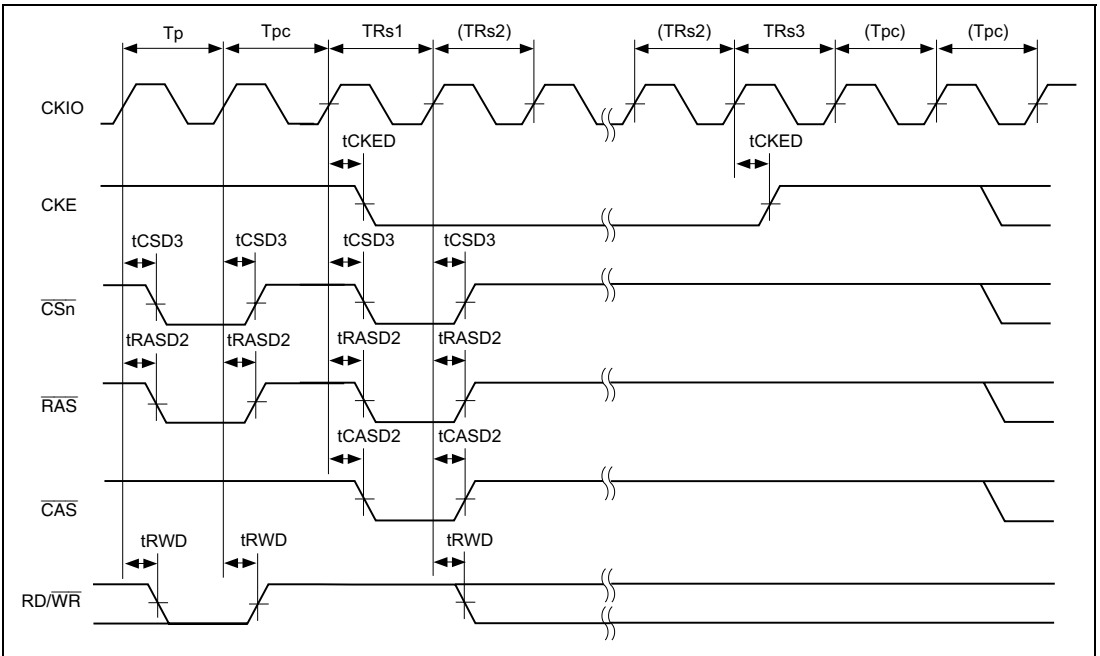 Tp Tpc TRs1 (TRs2) (TRs2) TRs3 (Tpc) (Tpc)
CKIO
tCKED tCKED
CKE
tCSD3 tCSD3 tCSD3 tCSD3
CSn
tRASD2 tRASD2 tRASD2 tRASD2
RAS
tCASD2 tCASD2
CAS
tRWD tRWD tRWD
RD/WR